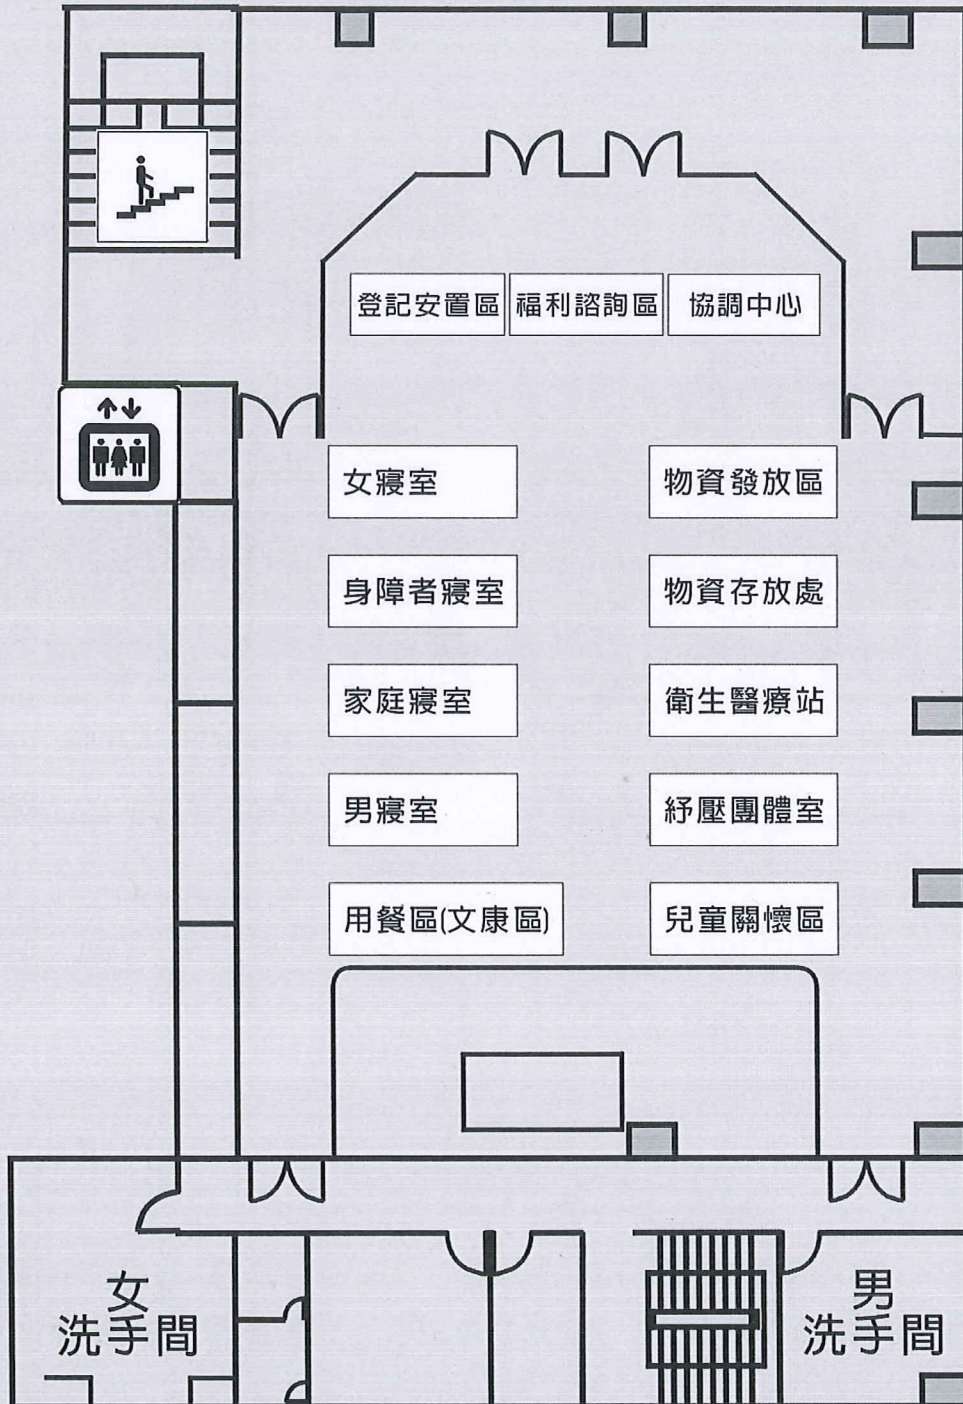 登記安置區
福利諮詢區
協調中心
女寢室
物資發放區
身障者寢室
物資存放處
家庭寢室
衛生醫療站
男寢室
紓壓團體室
用餐區(文康區)
兒童關懷區
女
洗手間
男
洗手間